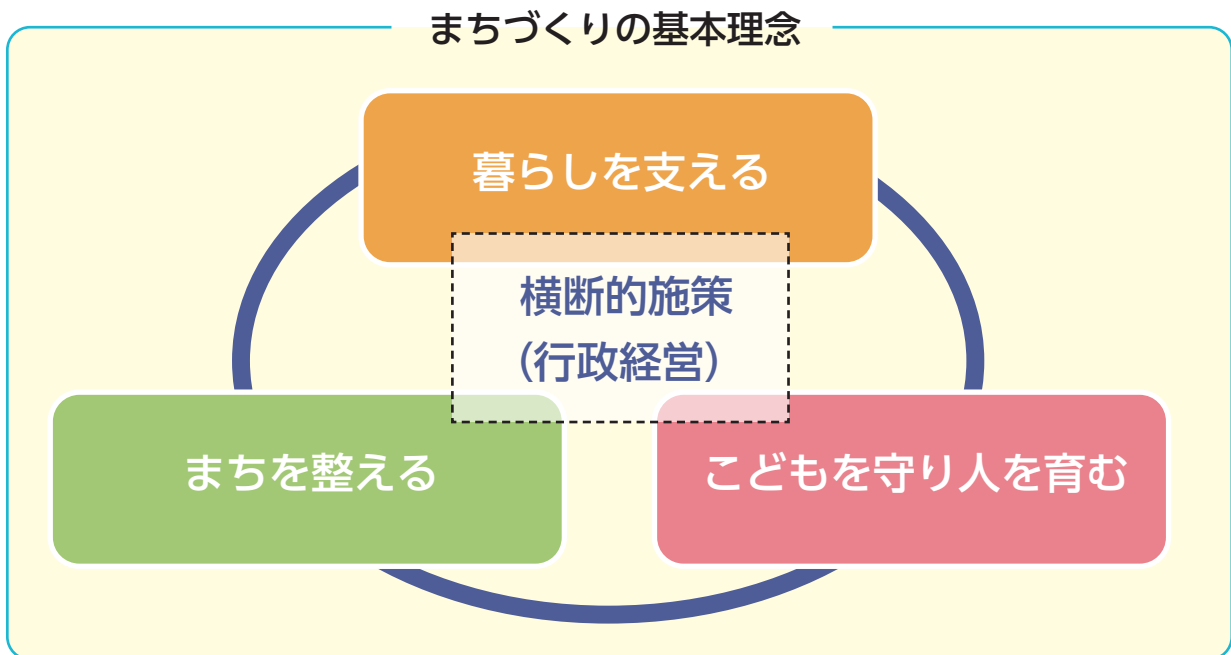 まちづくりの基本理念
暮らしを支える
横断的施策
（行政経営）
まちを整える
こどもを守り人を育む